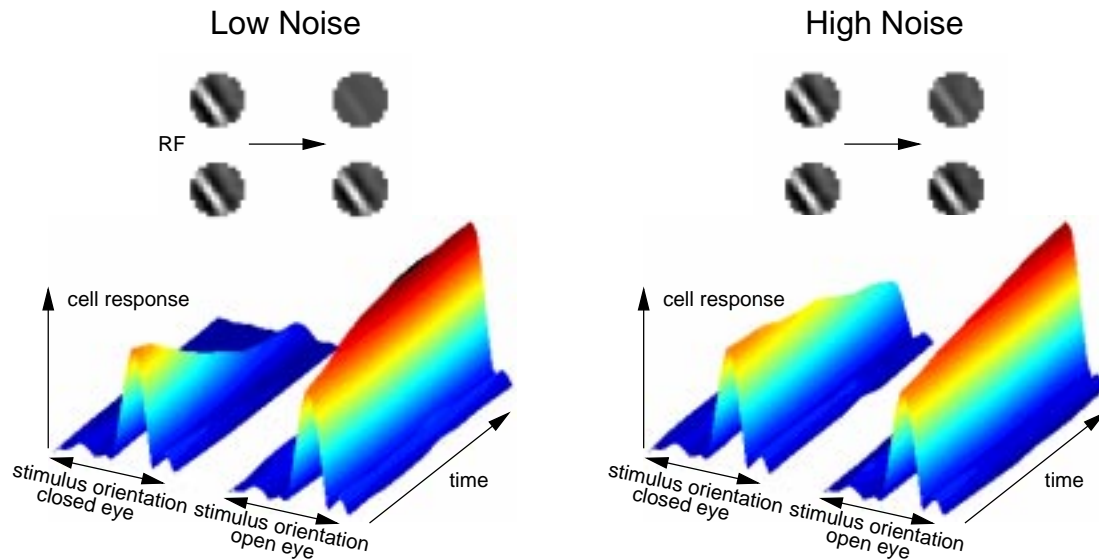 Low Noise
High Noise
RF
cell response
cell response
stimulus orientation
closed eye
stimulus orientation
open eye
time
stimulus orientation
closed eye
stimulus orientation
open eye
time